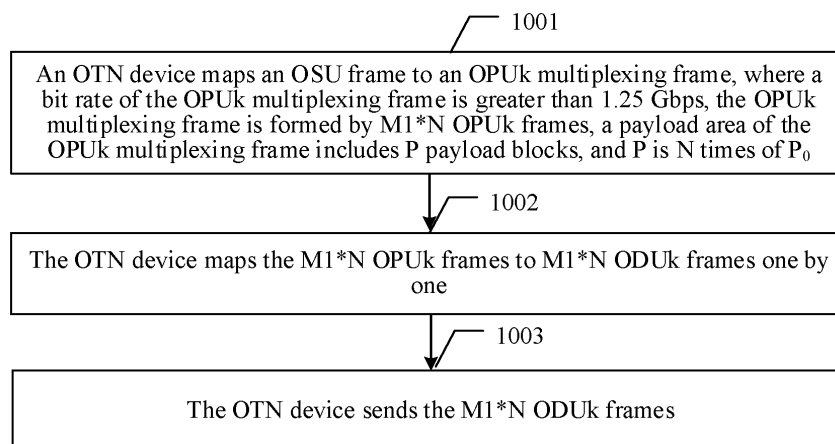 1001
An OTN device maps an OSU frame to an OPUk multiplexing frame, where a
bit rate of the OPUk multiplexing frame is greater than 1.25 Gbps, the OPUk
multiplexing frame is formed by M1*N OPUk frames, a payload area of the
OPUk multiplexing frame includes P payload blocks, and P is N times of P₀
1002
The OTN device maps the M1*N OPUk frames to M1*N ODUk frames one by
one
1003
The OTN device sends the M1*N ODUk frames